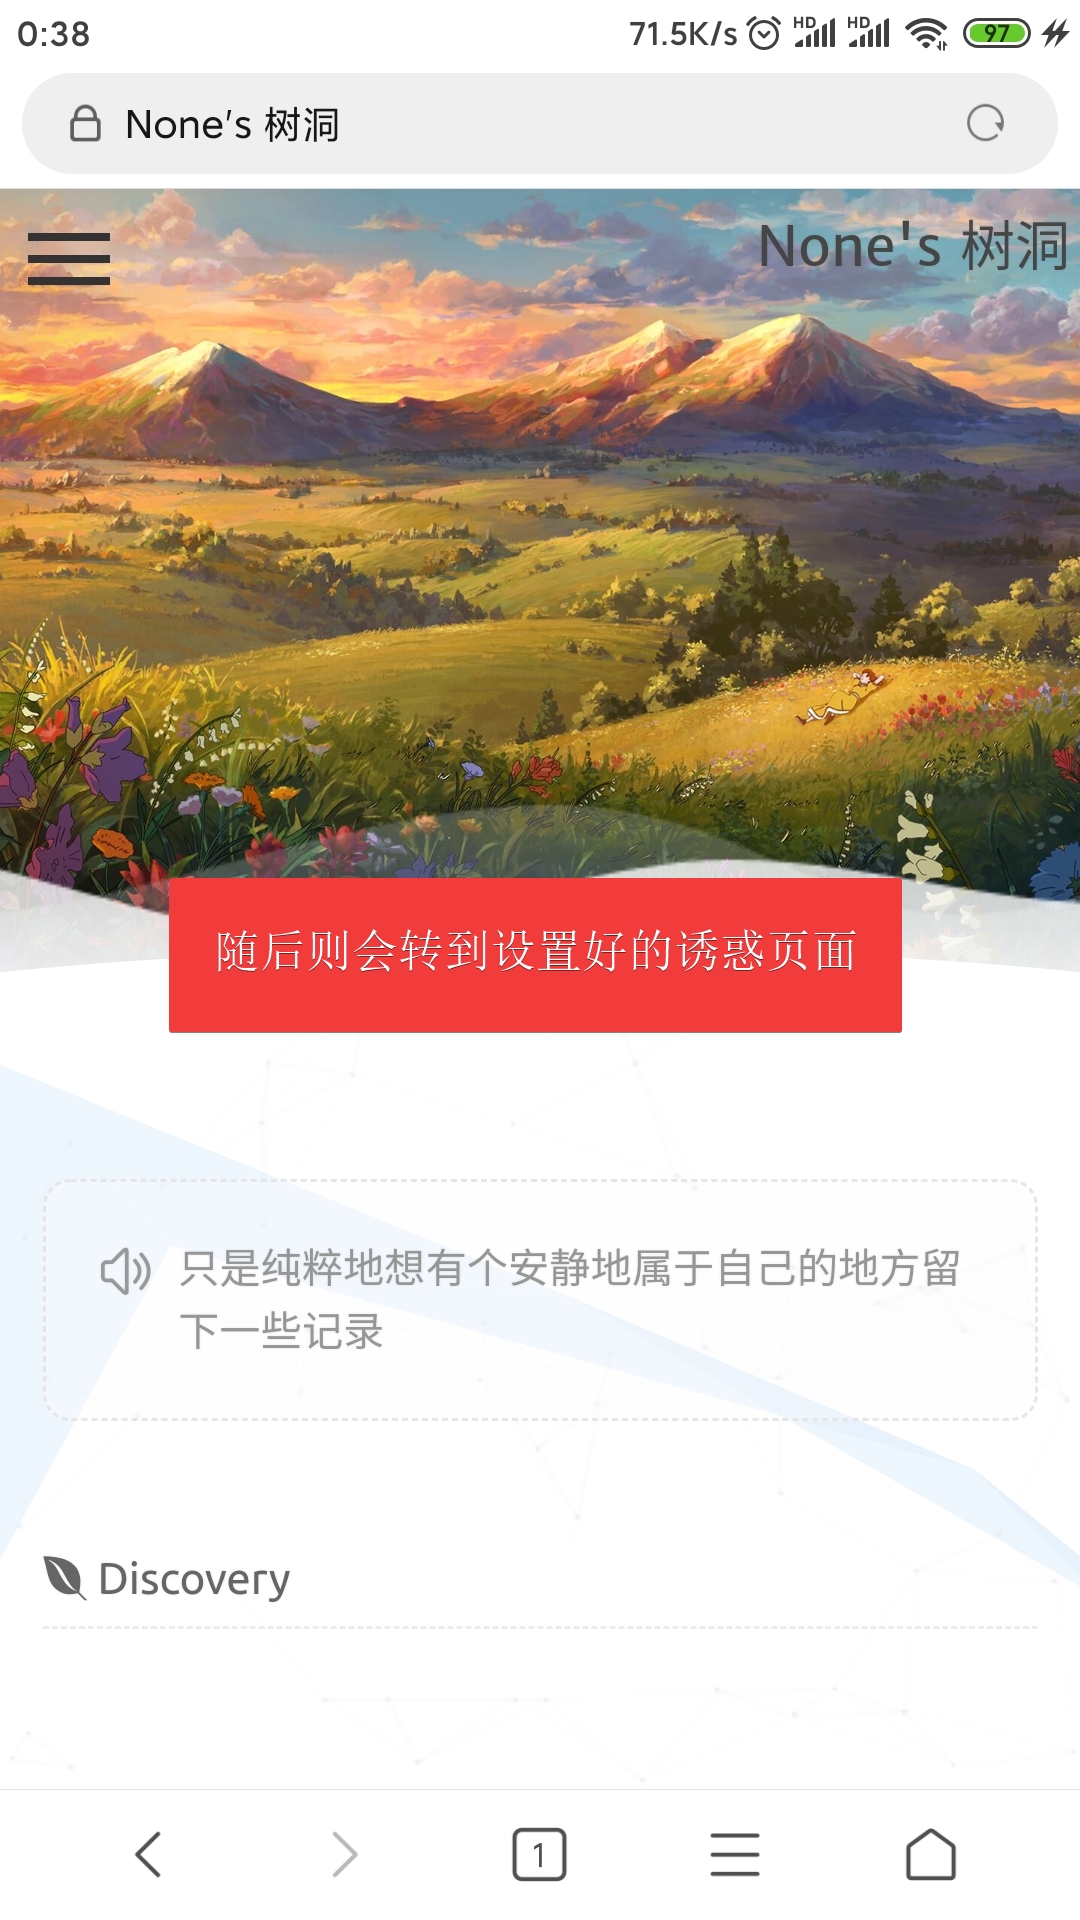 0:38
71.5K/s
HD
HD
97
None's 树洞
None's 树洞
随后则会转到设置好的诱惑页面
只是纯粹地想有个安静地属于自己的地方留
下一些记录
Discovery
1